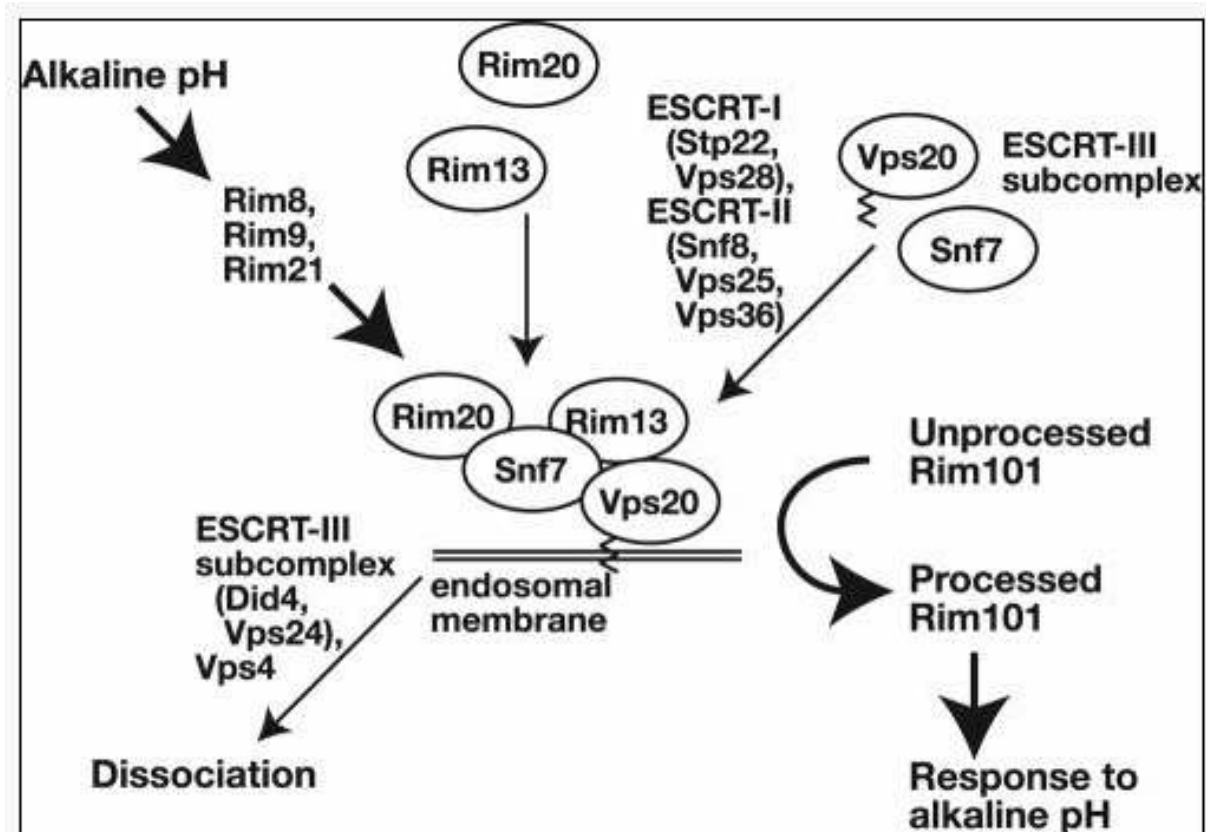 Alkaline pH
Rim8,
Rim9,
Rim21
Rim20
Rim13
ESCRT-I
(Stp22,
Vps28),
ESCRT-II
(Snf8,
Vps25,
Vps36)
Vps20
Snf7
ESCRT-III
subcomplex
Rim20
Rim13
Snf7
Vps20
endosomal
membrane
ESCRT-III
subcomplex
(Did4,
Vps24),
Vps4
Dissociation
Unprocessed
Rim101
Processed
Rim101
Response to
alkaline pH